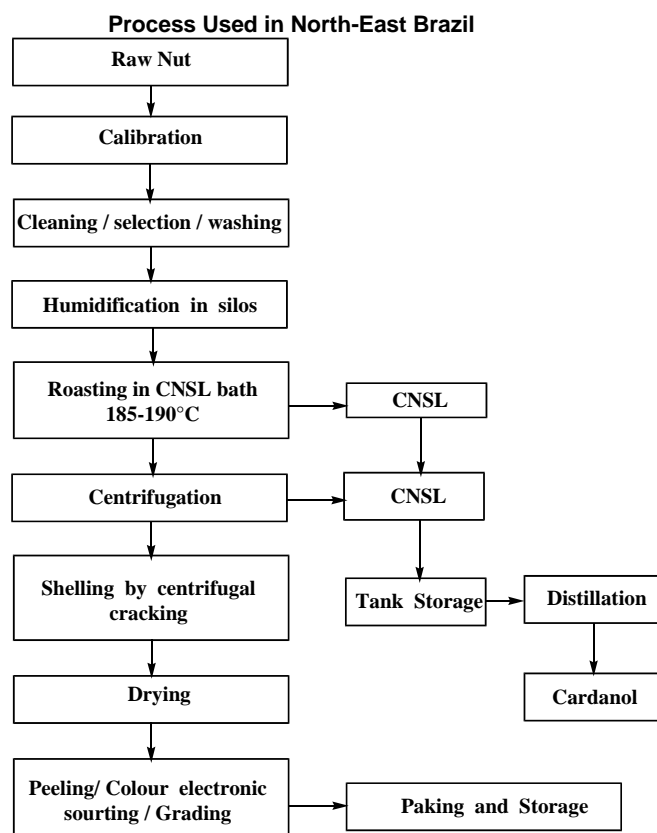 Process Used in North-East Brazil
Raw Nut
Calibration
Cleaning / selection / washing
Humidification in silos
Roasting in CNSL bath
185-190°C
CNSL
Centrifugation
CNSL
Shelling by centrifugal
cracking
Tank Storage
Distillation
Drying
Cardanol
Peeling/ Colour electronic
sourting / Grading
Paking and Storage